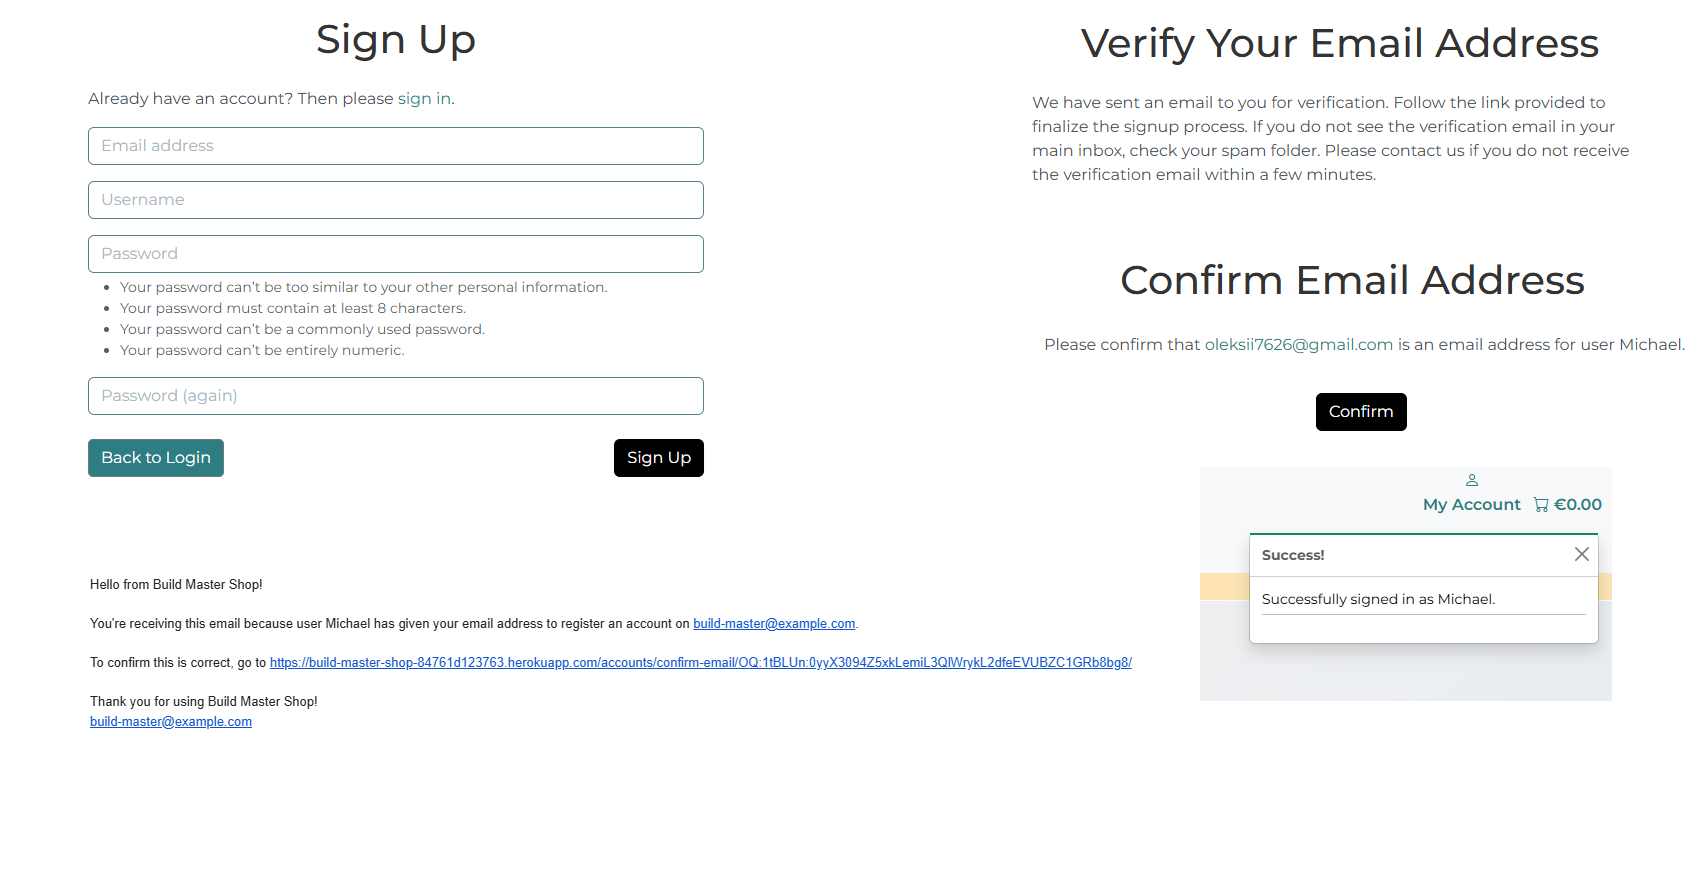 Sign Up
Already have an account? Then please sign in.
Email address
Username
Password
Your password can't be too similar to your other personal information.
Your password must contain at least 8 characters.
Your password can't be a commonly used password.
Your password can't be entirely numeric.
Password (again)
Back to Login
Sign Up
Hello from Build Master Shop!
You're receiving this email because user Michael has given your email address to register an account on build-master@example.com.
To confirm this is correct, go to https://build-master-shop-84761d123763.herokuapp.com/accounts/confirm-email/OQ:1tBLUn:0yyX3094Z5xkLemiL3QlWrykL2dfeEVUBZC1GRb8bg8/
Thank you for using Build Master Shop!
build-master@example.com
Verify Your Email Address
We have sent an email to you for verification. Follow the link provided to
finalize the signup process. If you do not see the verification email in your
main inbox, check your spam folder. Please contact us if you do not receive
the verification email within a few minutes.
Confirm Email Address
Please confirm that oleksii7626@gmail.com is an email address for user Michael.
Confirm
My Account €0.00
Success!
Successfully signed in as Michael.